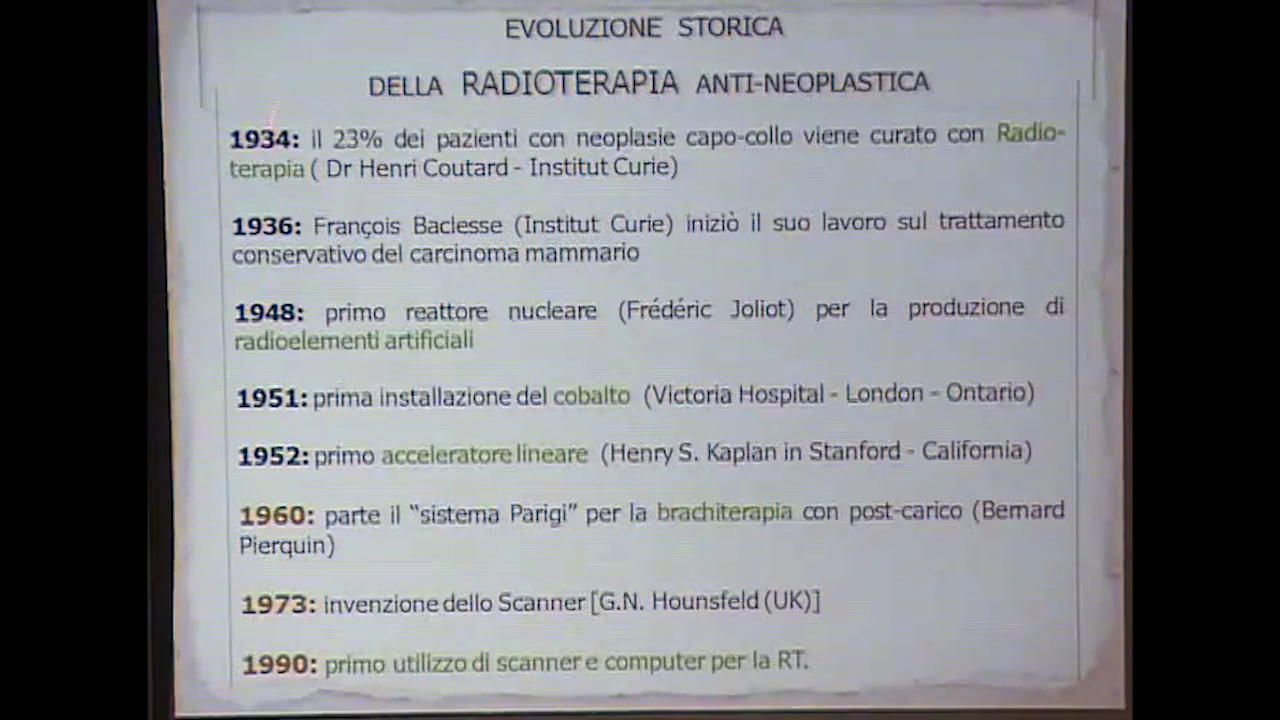 EVOLUZIONE STORICA
DELLA RADIOTERAPIA ANTI-NEOPLASTICA
1934: il 23% dei pazienti con neoplasie capo-collo viene curato con Radio-
terapia ( Dr Henri Coutard - Institut Curie)
1936: François Baclesse (Institut Curie) iniziò il suo lavoro sul trattamento
conservativo del carcinoma mammario
1948: primo reattore nucleare (Frédéric Joliot) per la produzione di
radioelementi artificiali
1951: prima installazione del cobalto (Victoria Hospital - London - Ontario)
1952: primo acceleratore lineare (Henry S. Kaplan in Stanford - California)
1960: parte il “sistema Parigi” per la brachiterapia con post-carico (Bernard
Pierquin)
1973: invenzione dello Scanner [G.N. Hounsfeld (UK)]
1990: primo utilizzo di scanner e computer per la RT.